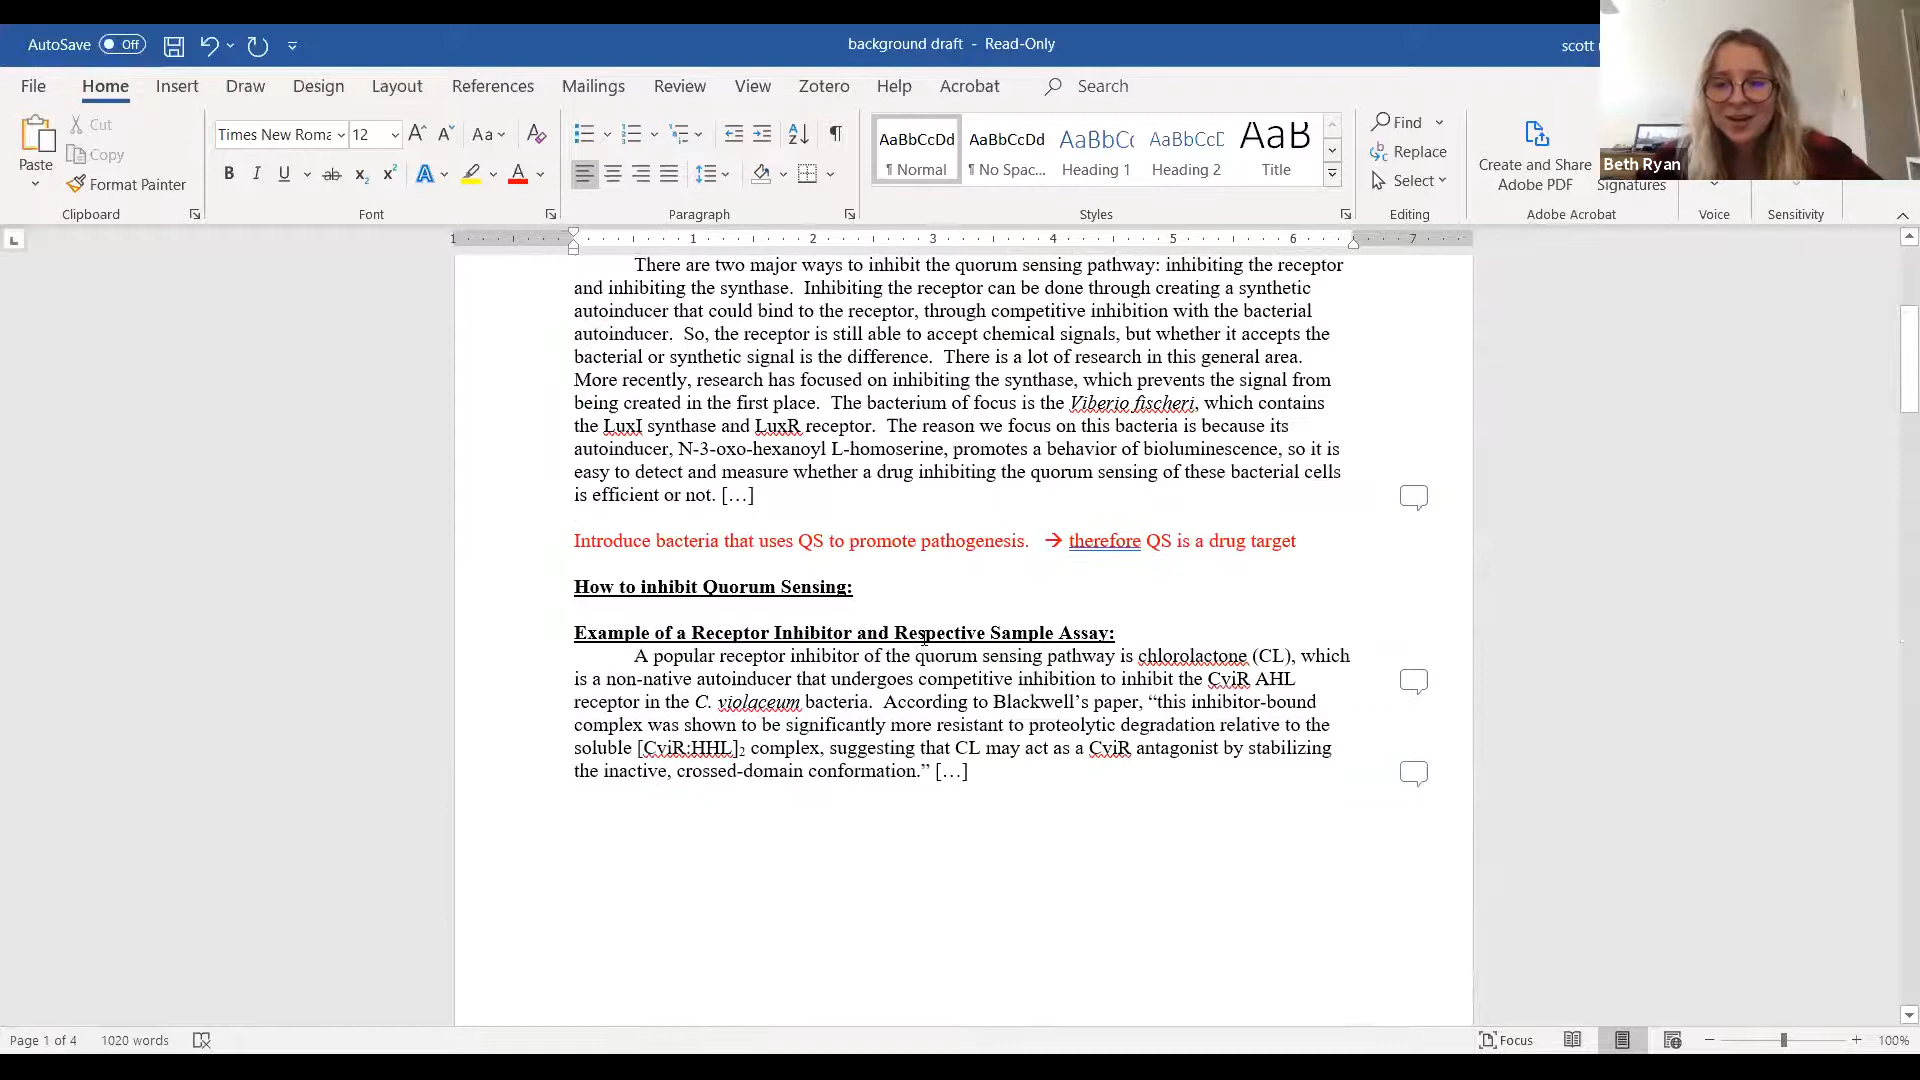 AutoSave Off
background draft - Read-Only
scott
File Home Insert Draw Design Layout References Mailings Review View Zotero Help Acrobat Search
Paste
Cut
Copy
Format Painter
Clipboard
Times New Roma 12
Aa
B I U ab x₂ x² A A
Font
Paragraph
AaBbCcDd AaBbCcDd AaBbCc AaBbCcD AaB
¶ Normal ¶ No Spac... Heading 1 Heading 2 Title
Styles
Find
Replace
Select
Editing
Create and Share
Adobe PDF
Signatures
Adobe Acrobat
Voice
Sensitivity
Beth Ryan
1 1 2 3 4 5 6 7
There are two major ways to inhibit the quorum sensing pathway: inhibiting the receptor
and inhibiting the synthase. Inhibiting the receptor can be done through creating a synthetic
autoinducer that could bind to the receptor, through competitive inhibition with the bacterial
autoinducer. So, the receptor is still able to accept chemical signals, but whether it accepts the
bacterial or synthetic signal is the difference. There is a lot of research in this general area.
More recently, research has focused on inhibiting the synthase, which prevents the signal from
being created in the first place. The bacterium of focus is the Viberio fischeri, which contains
the LuxI synthase and LuxR receptor. The reason we focus on this bacteria is because its
autoinducer, N-3-oxo-hexanoyl L-homoserine, promotes a behavior of bioluminescence, so it is
easy to detect and measure whether a drug inhibiting the quorum sensing of these bacterial cells
is efficient or not. […]
Introduce bacteria that uses QS to promote pathogenesis. → therefore QS is a drug target
How to inhibit Quorum Sensing:
Example of a Receptor Inhibitor and Respective Sample Assay:
A popular receptor inhibitor of the quorum sensing pathway is chlorolactone (CL), which
is a non-native autoinducer that undergoes competitive inhibition to inhibit the CviR AHL
receptor in the C. violaceum bacteria. According to Blackwell’s paper, “this inhibitor-bound
complex was shown to be significantly more resistant to proteolytic degradation relative to the
soluble [CviR:HHL]₂ complex, suggesting that CL may act as a CviR antagonist by stabilizing
the inactive, crossed-domain conformation.” […]
Page 1 of 4 1020 words
Focus
100%